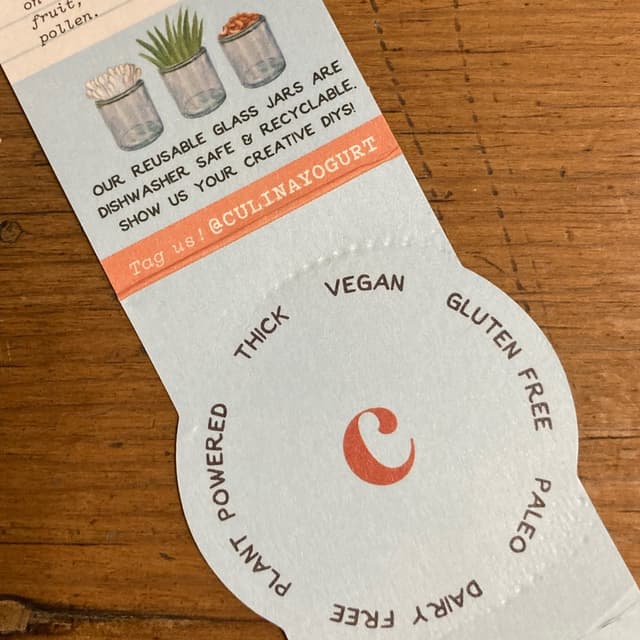 on
fruit,
pollen.
OUR REUSABLE GLASS JARS ARE
DISHWASHER SAFE & RECYCLABLE.
SHOW US YOUR CREATIVE DIYS!
Tag us! @CULINAYOGURT
THICK
VEGAN
GLUTEN FREE
PALEO
DAIRY FREE
PLANT POWERED
C